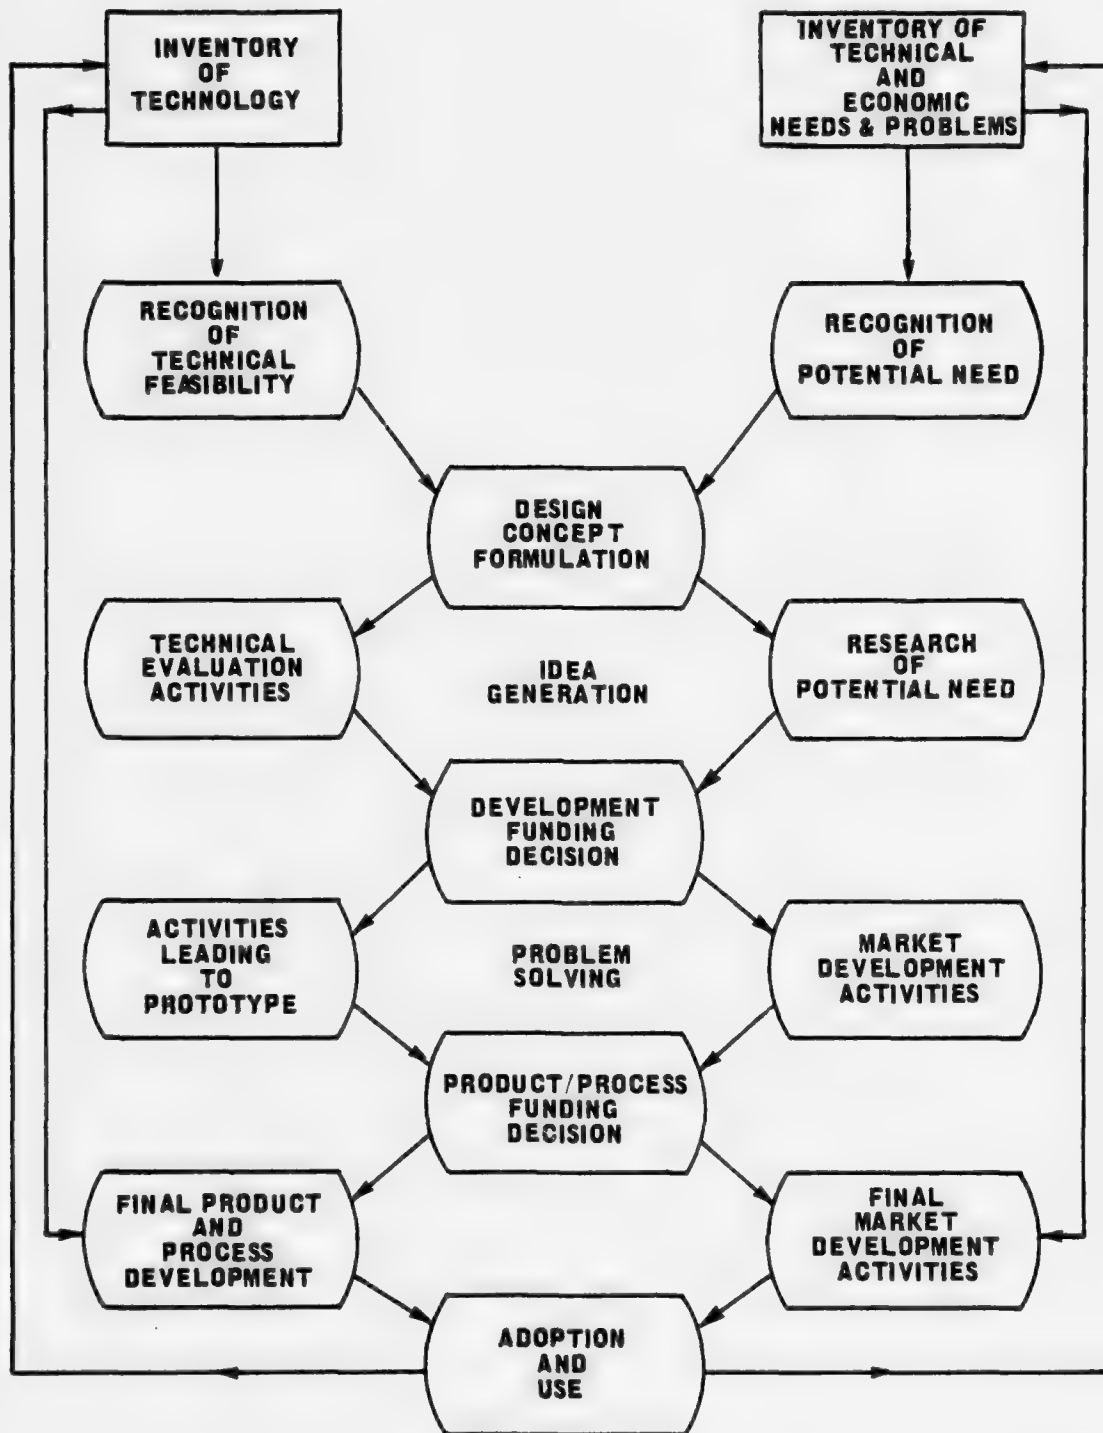 INVENTORY
OF
TECHNOLOGY
INVENTORY OF
TECHNICAL
AND
ECONOMIC
NEEDS & PROBLEMS
RECOGNITION
OF
TECHNICAL
FEASIBILITY
RECOGNITION
OF
POTENTIAL NEED
DESIGN
CONCEPT
FORMULATION
TECHNICAL
EVALUATION
ACTIVITIES
IDEA
GENERATION
RESEARCH
OF
POTENTIAL NEED
DEVELOPMENT
FUNDING
DECISION
ACTIVITIES
LEADING
TO
PROTOTYPE
PROBLEM
SOLVING
MARKET
DEVELOPMENT
ACTIVITIES
PRODUCT/PROCESS
FUNDING
DECISION
FINAL PRODUCT
AND
PROCESS
DEVELOPMENT
FINAL
MARKET
DEVELOPMENT
ACTIVITIES
ADOPTION
AND
USE